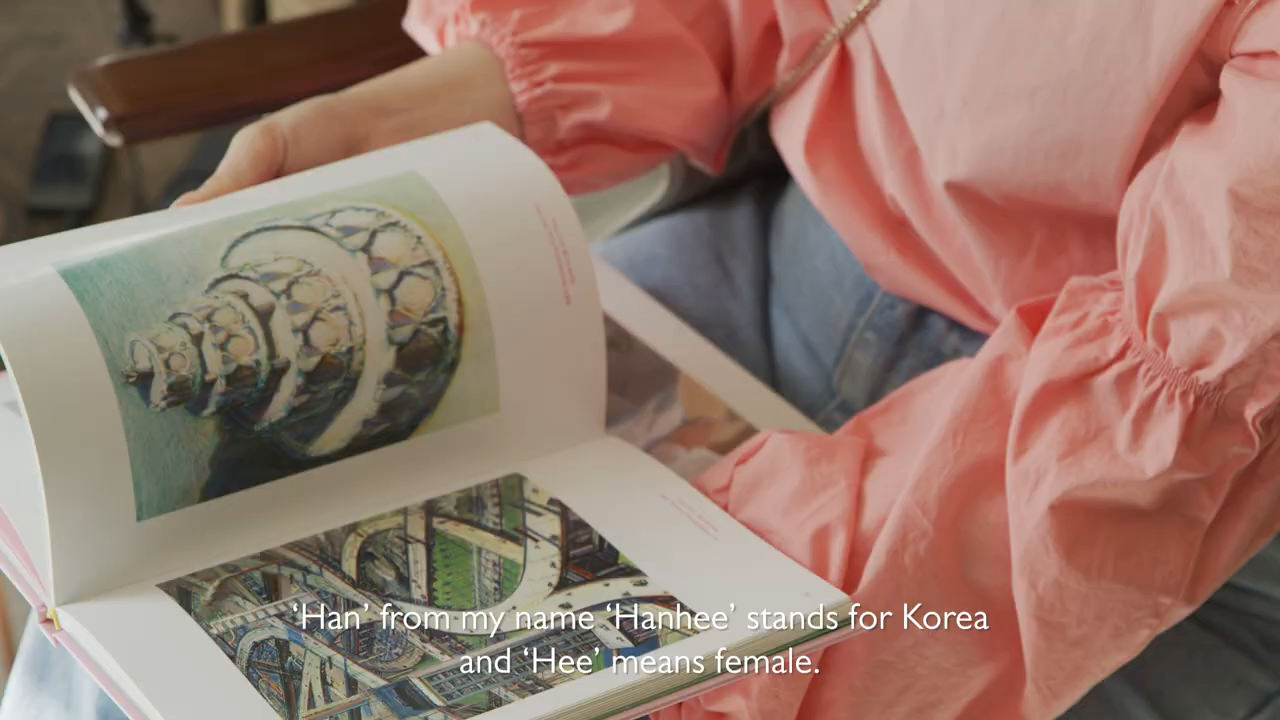 ‘Han’ from my name ‘Hanhee’ stands for Korea
and ‘Hee’ means female.